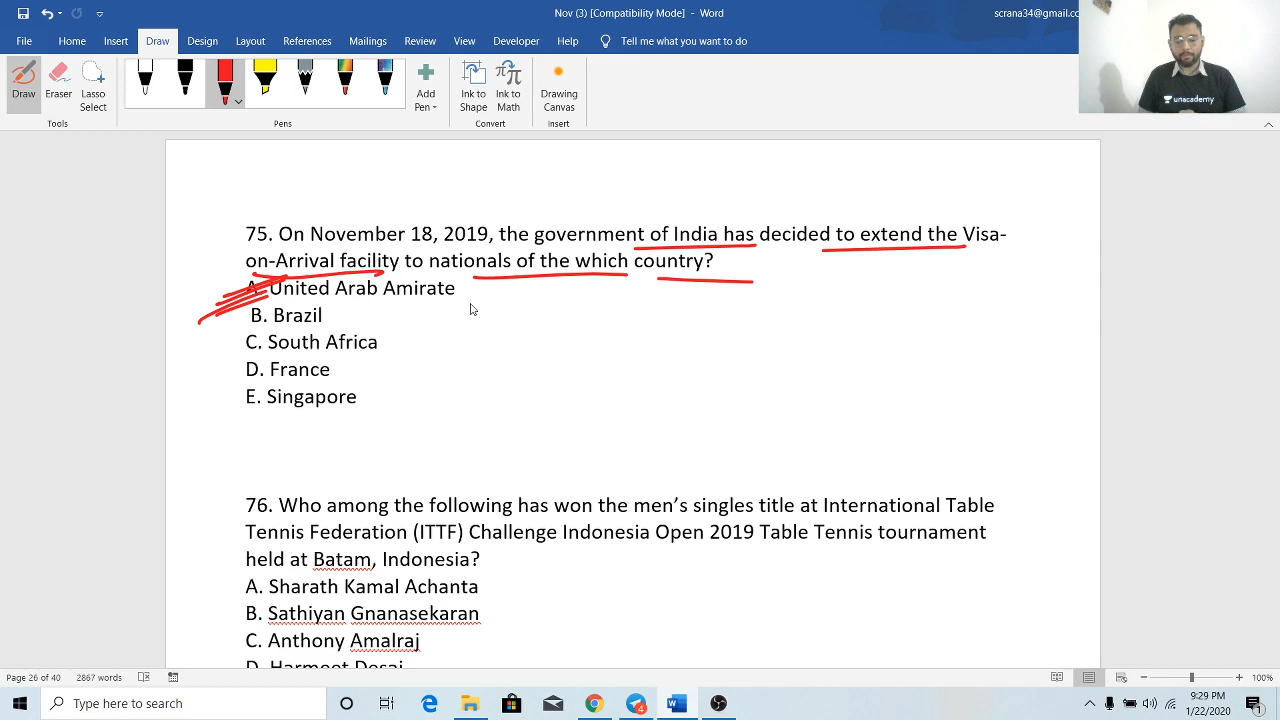 Nov (3) [Compatibility Mode] - Word
scrana34@gmail.co
File Home Insert Draw Design Layout References Mailings Review View Developer Help Tell me what you want to do
Draw Eraser Lasso Select Add Pen Ink to Shape Ink to Math Drawing Canvas
Tools Pens Convert Insert
unacademy
75. On November 18, 2019, the government of India has decided to extend the Visa-
on-Arrival facility to nationals of the which country?
A. United Arab Amirate
B. Brazil
C. South Africa
D. France
E. Singapore
76. Who among the following has won the men’s singles title at International Table
Tennis Federation (ITTF) Challenge Indonesia Open 2019 Table Tennis tournament
held at Batam, Indonesia?
A. Sharath Kamal Achanta
B. Sathiyan Gnanasekaran
C. Anthony Amalraj
D. Harmeet Desai
Page 26 of 40 2867 words 100%
Type here to search
4
9:29 PM
1/22/2020
1